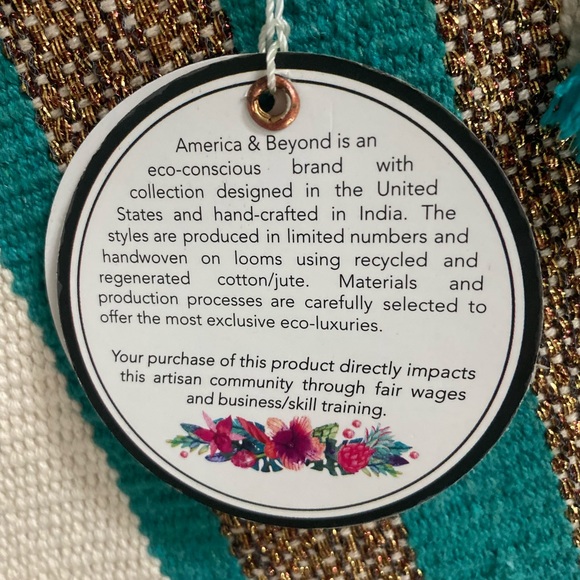 America & Beyond is an
eco-conscious brand with
collection designed in the United
States and hand-crafted in India. The
styles are produced in limited numbers and
handwoven on looms using recycled and
regenerated cotton/jute. Materials and
production processes are carefully selected to
offer the most exclusive eco-luxuries.
Your purchase of this product directly impacts
this artisan community through fair wages
and business/skill training.